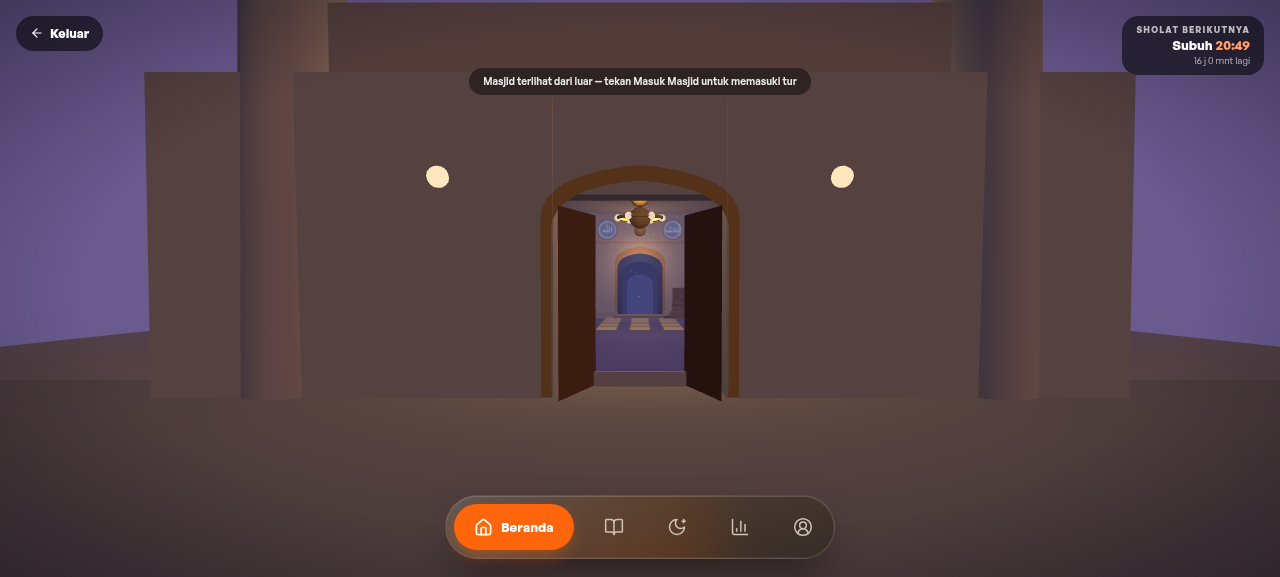 Keluar
SHOLAT BERIKUTNYA
Subuh 20:49
16 j 0 mnt lagi
Masjid terlihat dari luar — tekan Masuk Masjid untuk memasuki tur
الله
Beranda